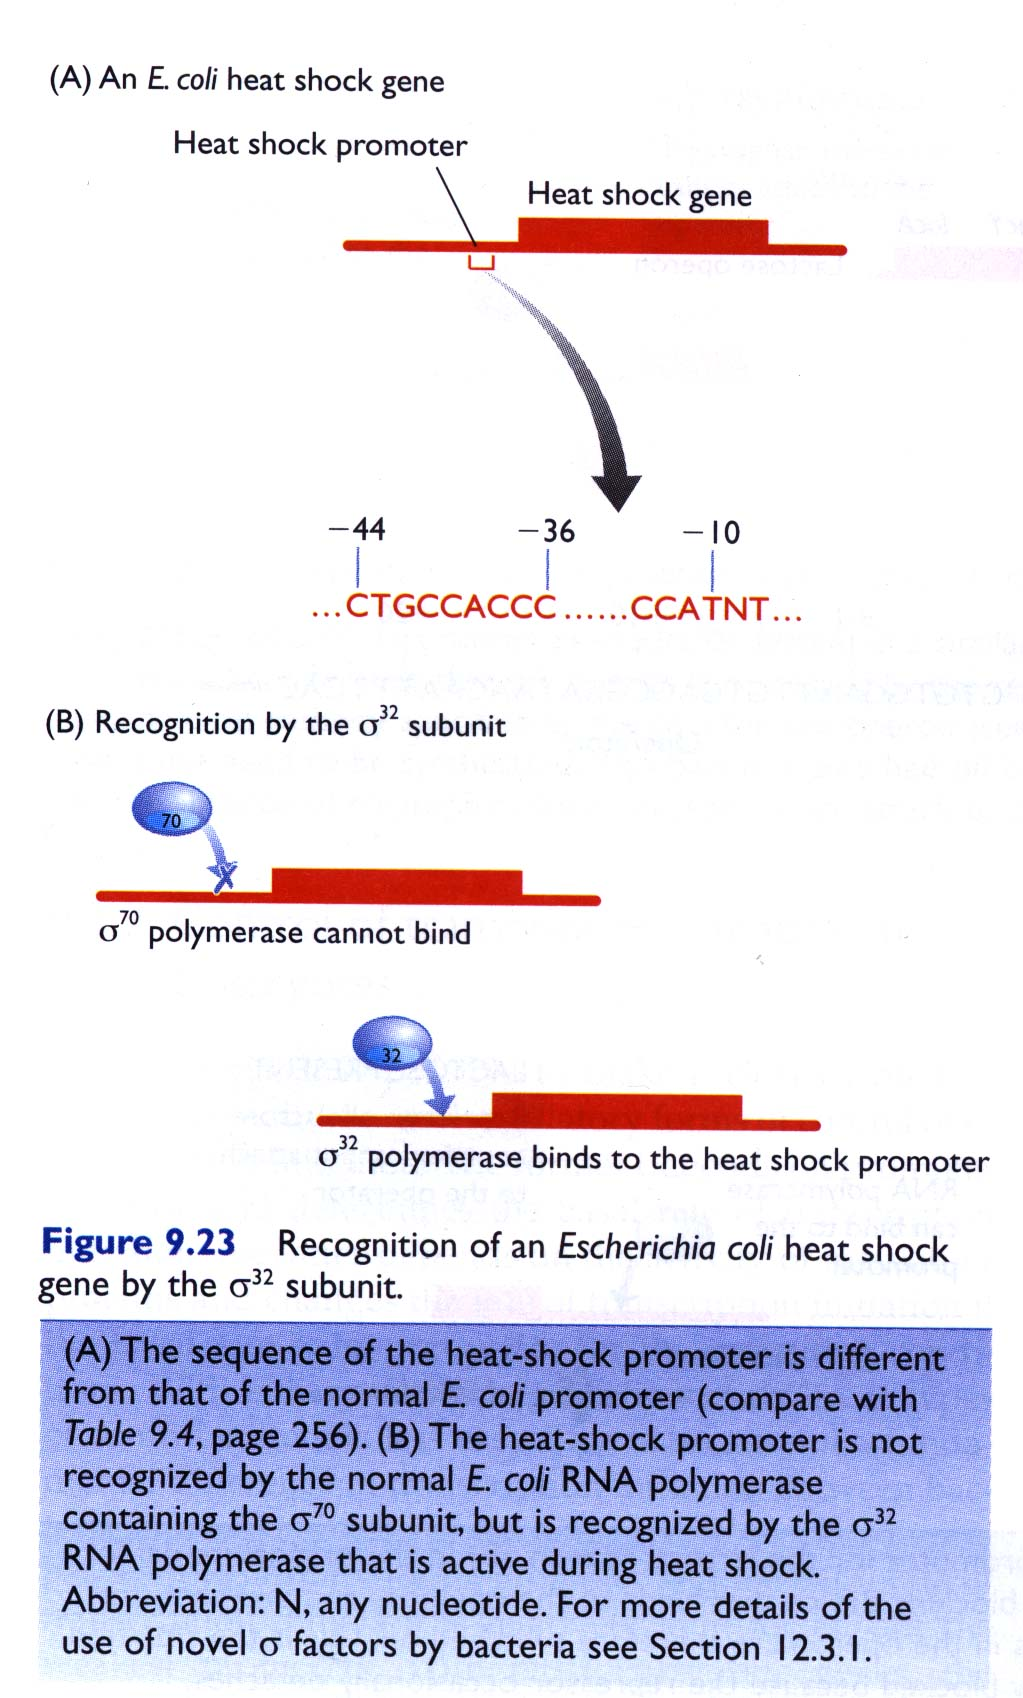 (A) An E. coli heat shock gene
Heat shock promoter
Heat shock gene
−44 −36 −10
...CTGCCACCC......CCATNT...
(B) Recognition by the σ³² subunit
70
σ⁷⁰ polymerase cannot bind
32
σ³² polymerase binds to the heat shock promoter
Figure 9.23 Recognition of an Escherichia coli heat shock
gene by the σ³² subunit.
(A) The sequence of the heat-shock promoter is different
from that of the normal E. coli promoter (compare with
Table 9.4, page 256). (B) The heat-shock promoter is not
recognized by the normal E. coli RNA polymerase
containing the σ⁷⁰ subunit, but is recognized by the σ³²
RNA polymerase that is active during heat shock.
Abbreviation: N, any nucleotide. For more details of the
use of novel σ factors by bacteria see Section 12.3.1.